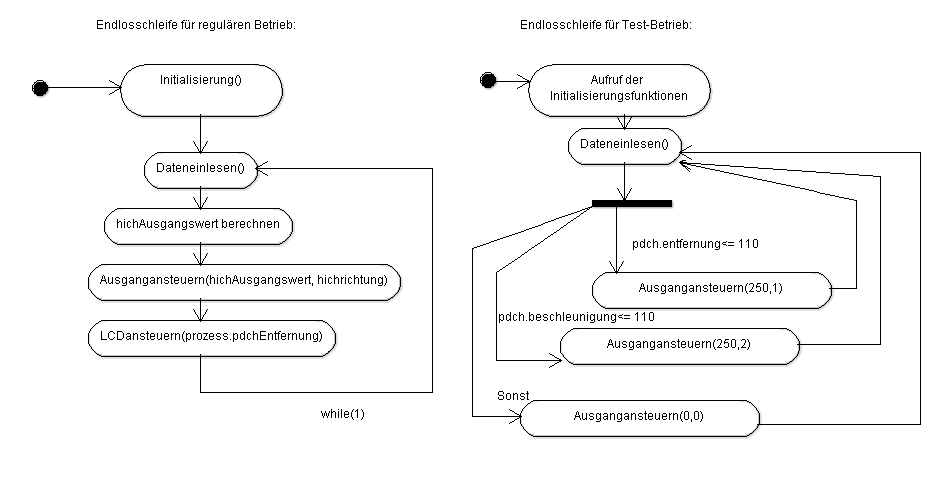 Endlosschleife für regulären Betrieb:
Initialisierung()
Dateneinlesen()
hichAusgangswert berechnen
Ausgangansteuern(hichAusgangswert, hichrichtung)
LCDansteuern(prozess.pdchEntfernung)
while(1)
Endlosschleife für Test-Betrieb:
Aufruf der
Initialisierungsfunktionen
Dateneinlesen()
pdch.entfernung<= 110
Ausgangansteuern(250,1)
pdch.beschleunigung<= 110
Ausgangansteuern(250,2)
Sonst
Ausgangansteuern(0,0)